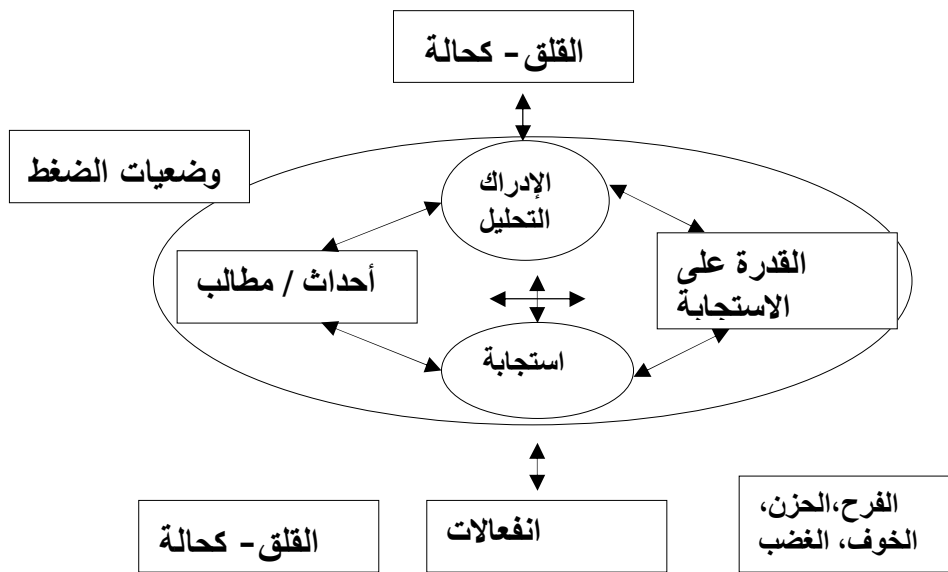 القلق - كحالة
وضعيات الضغط
الإدراك
التحليل
القدرة على
الاستجابة
أحداث / مطالب
استجابة
الفرح،الحزن،
الخوف، الغضب
انفعالات
القلق - كحالة